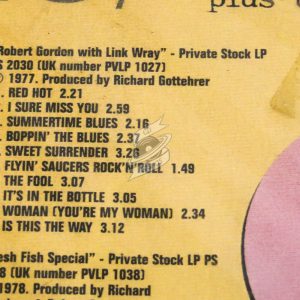 plus
Robert Gordon with Link Wray" - Private Stock LP
PS 2030 (UK number PVLP 1027)
© 1977. Produced by Richard Gottehrer
. RED HOT 2.21
. I SURE MISS YOU 2.59
. SUMMERTIME BLUES 2.16
. BOPPIN' THE BLUES 2.37
. SWEET SURRENDER 3.26
FLYIN' SAUCERS ROCK'N'ROLL 1.49
THE FOOL 3.07
IT'S IN THE BOTTLE 3.05
WOMAN (YOU'RE MY WOMAN) 2.34
IS THIS THE WAY 3.12
esh Fish Special" - Private Stock LP PS
8 (UK number PVLP 1038)
1978. Produced by Richard